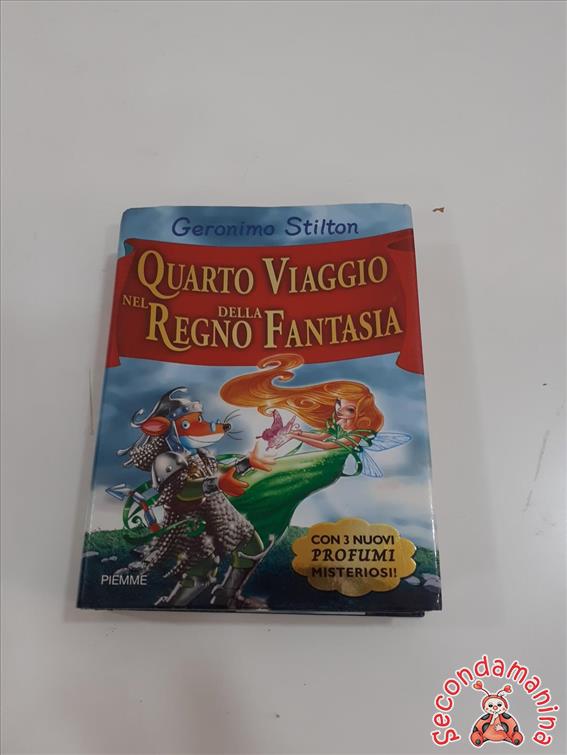 Geronimo Stilton
QUARTO VIAGGIO
NEL DELLA
REGNO FANTASIA
CON 3 NUOVI
PROFUMI
MISTERIOSI!
PIEMME
Secondamanina